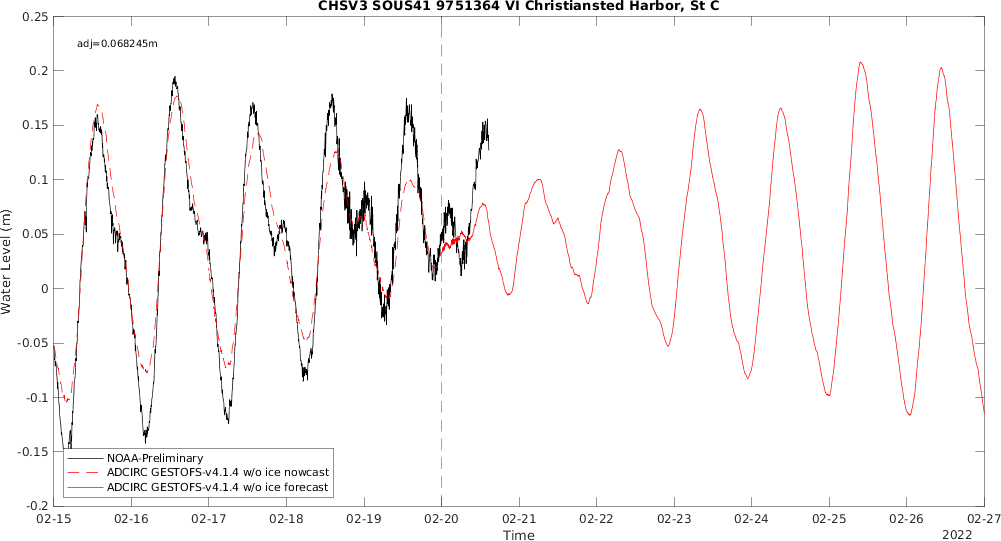 CHSV3 SOUS41 9751364 VI Christiansted Harbor, St C
adj=0.068245m
0.25
0.2
0.15
0.1
0.05
0
-0.05
-0.1
-0.15
-0.2
Water Level (m)
NOAA-Preliminary
ADCIRC GESTOFS-v4.1.4 w/o ice nowcast
ADCIRC GESTOFS-v4.1.4 w/o ice forecast
02-15 02-16 02-17 02-18 02-19 02-20 02-21 02-22 02-23 02-24 02-25 02-26 02-27
Time
2022